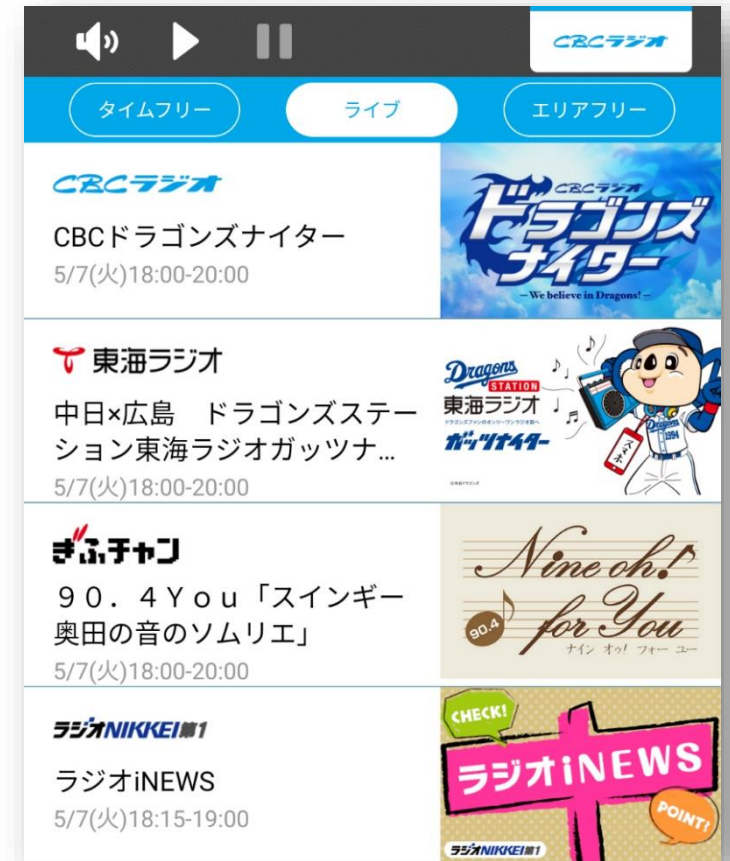 CBCラジオ
タイムフリー
ライブ
エリアフリー
CBCラジオ
CBCドラゴンズナイター
5/7(火)18:00-20:00
CBCラジオ
ドラゴンズ
ナイター
–We believe in Dragons!–
東海ラジオ
中日×広島 ドラゴンズステー
ション東海ラジオガッツナ...
5/7(火)18:00-20:00
Dragons
STATION
東海ラジオ
ガッツナイター
Dragons
1994
スマホ
ぎふチャン
90．4You「スインギー
奥田の音のソムリエ」
5/7(火)18:00-20:00
Nine oh!
90.4
for You
ナイン オゥ! フォー ユー
ラジオNIKKEI第1
ラジオiNEWS
5/7(火)18:15-19:00
CHECK!
ラジオiNEWS
POINT!
ラジオNIKKEI第1